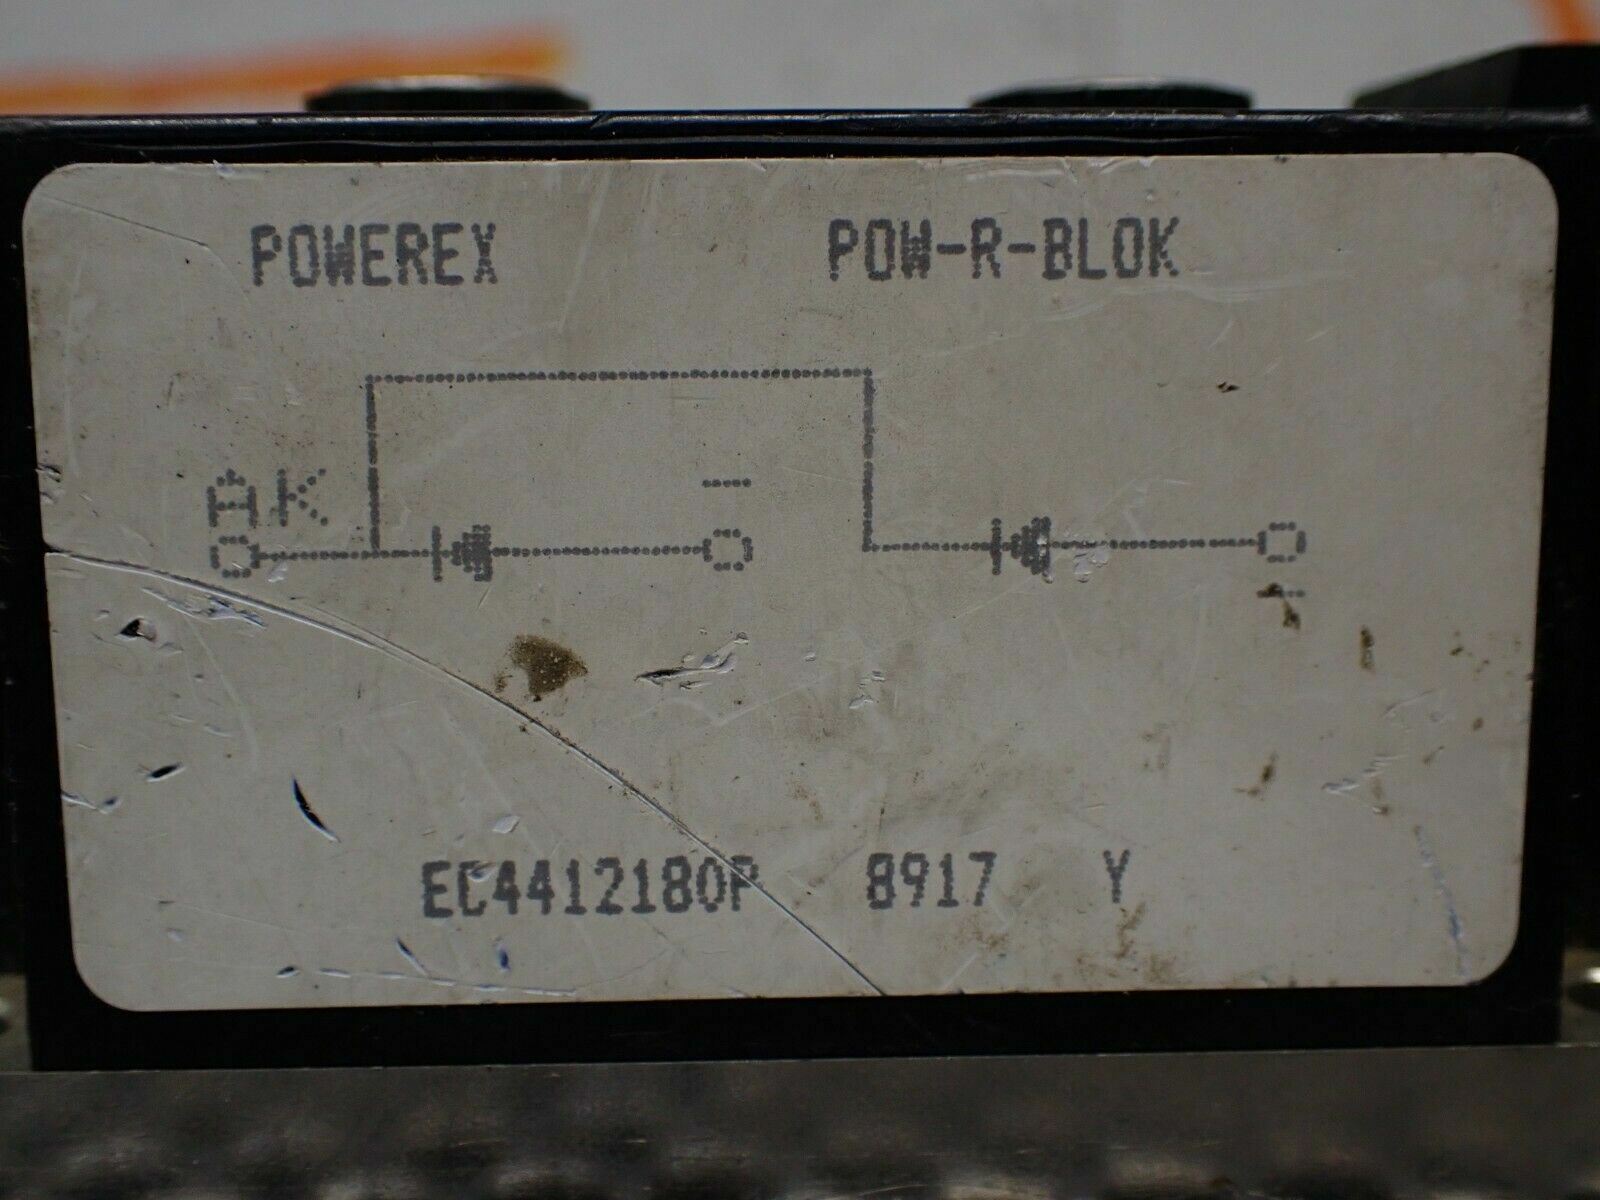 POWEREX POW-R-BLOK
AK
EC4412180P 8917 Y